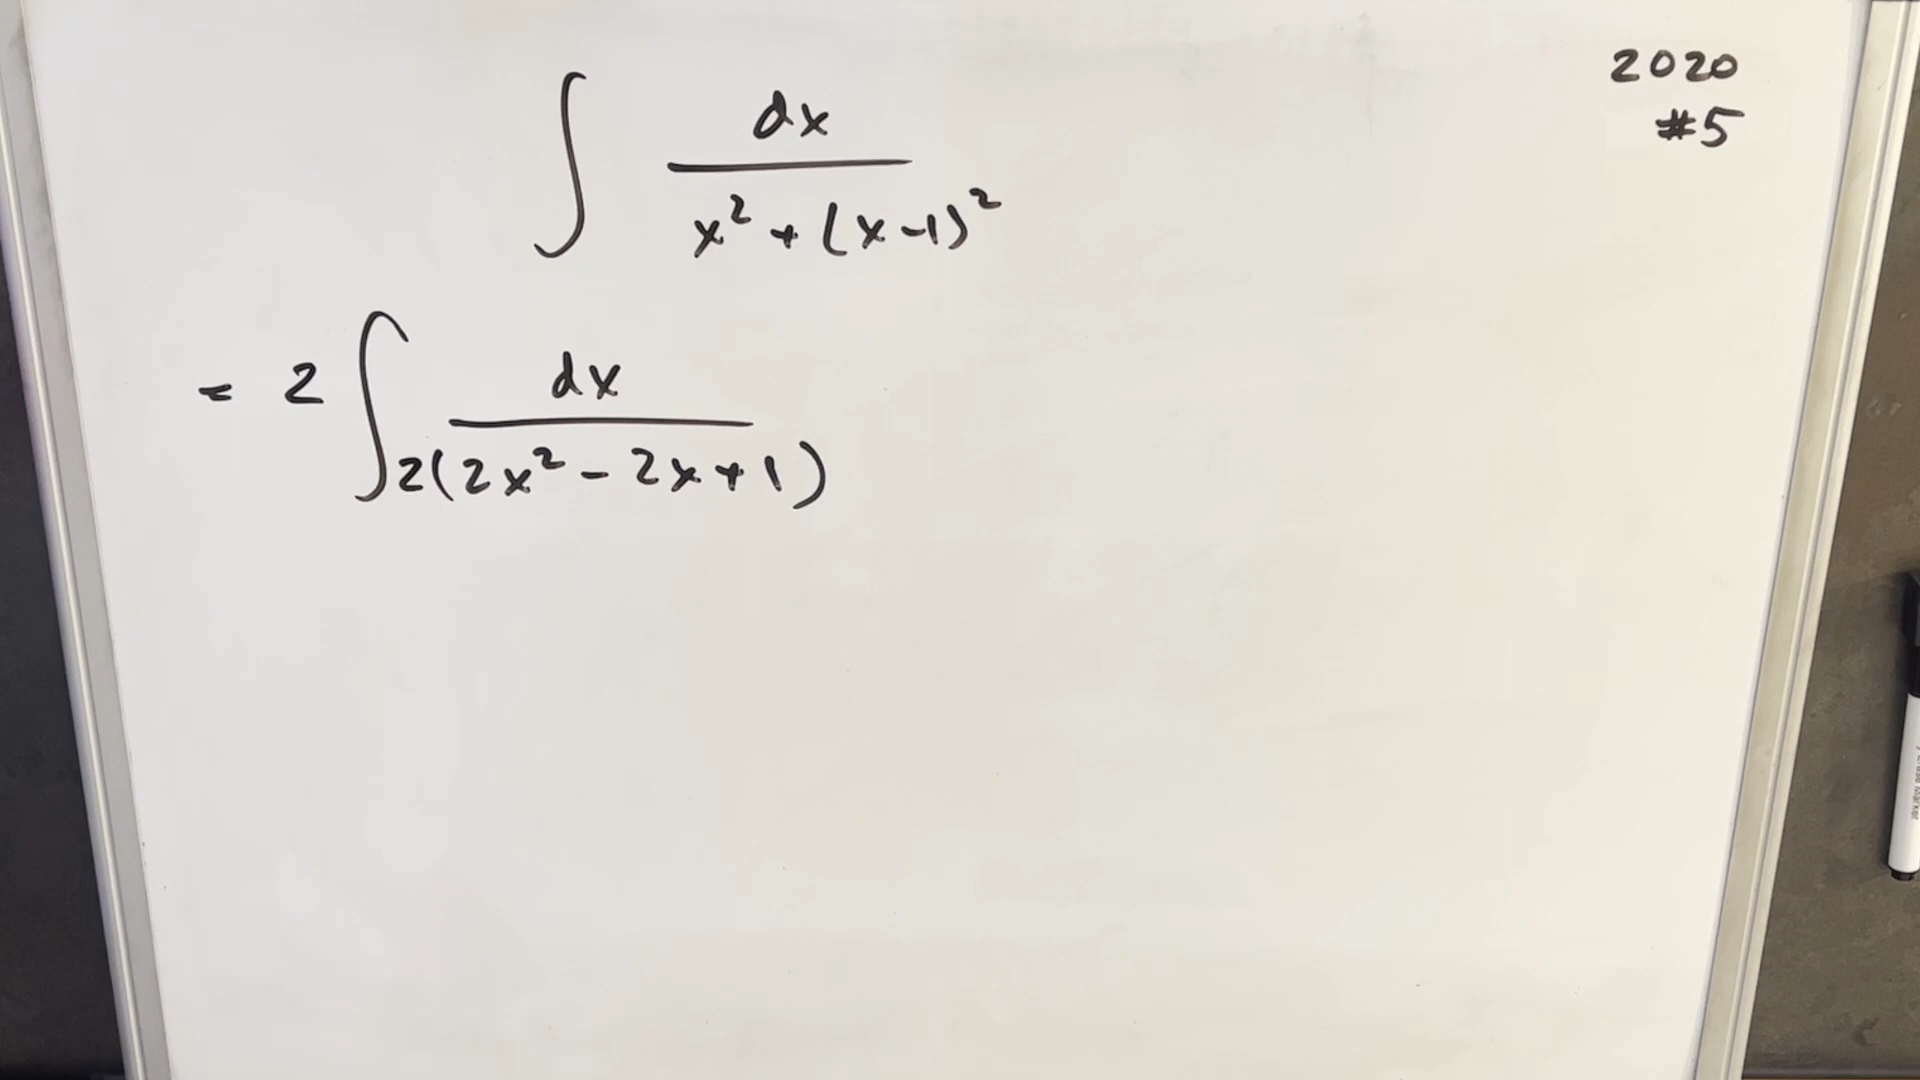 2020
#5
∫ dx / (x² + (x-1)²)
= 2 ∫ dx / (2(2x² - 2x + 1))